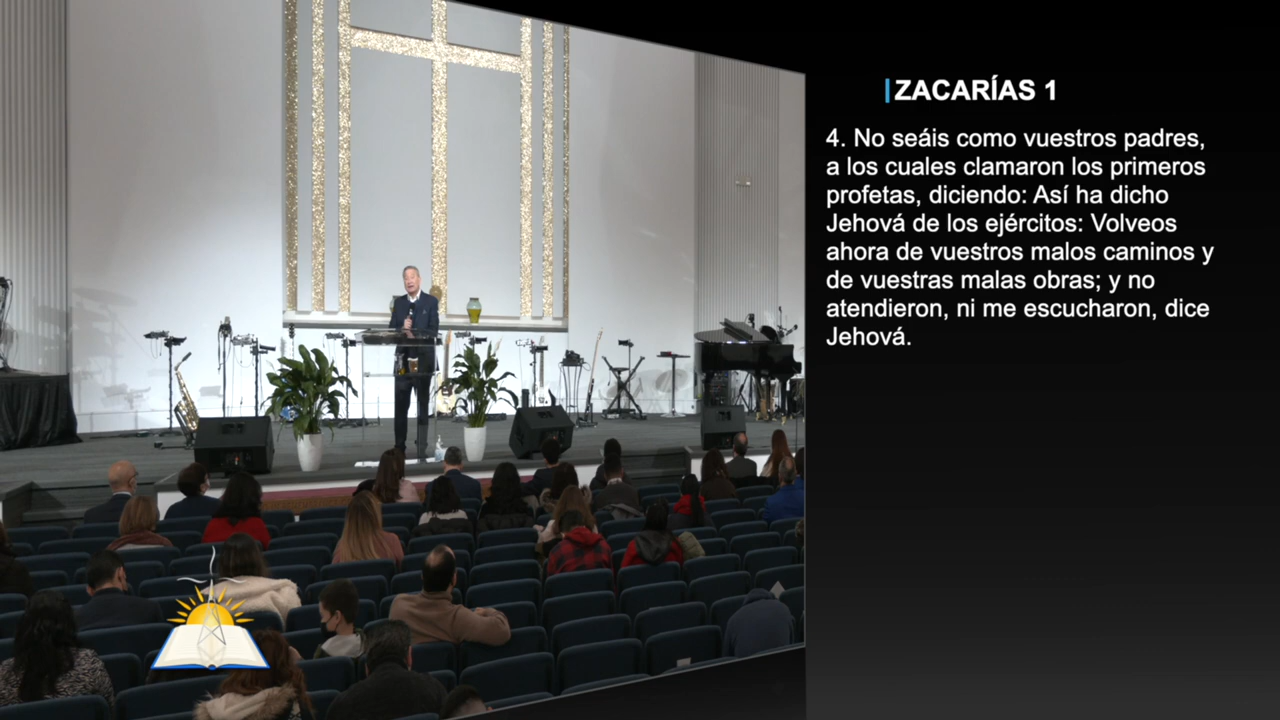 ZACARÍAS 1
4. No seáis como vuestros padres,
a los cuales clamaron los primeros
profetas, diciendo: Así ha dicho
Jehová de los ejércitos: Volveos
ahora de vuestros malos caminos y
de vuestras malas obras; y no
atendieron, ni me escucharon, dice
Jehová.